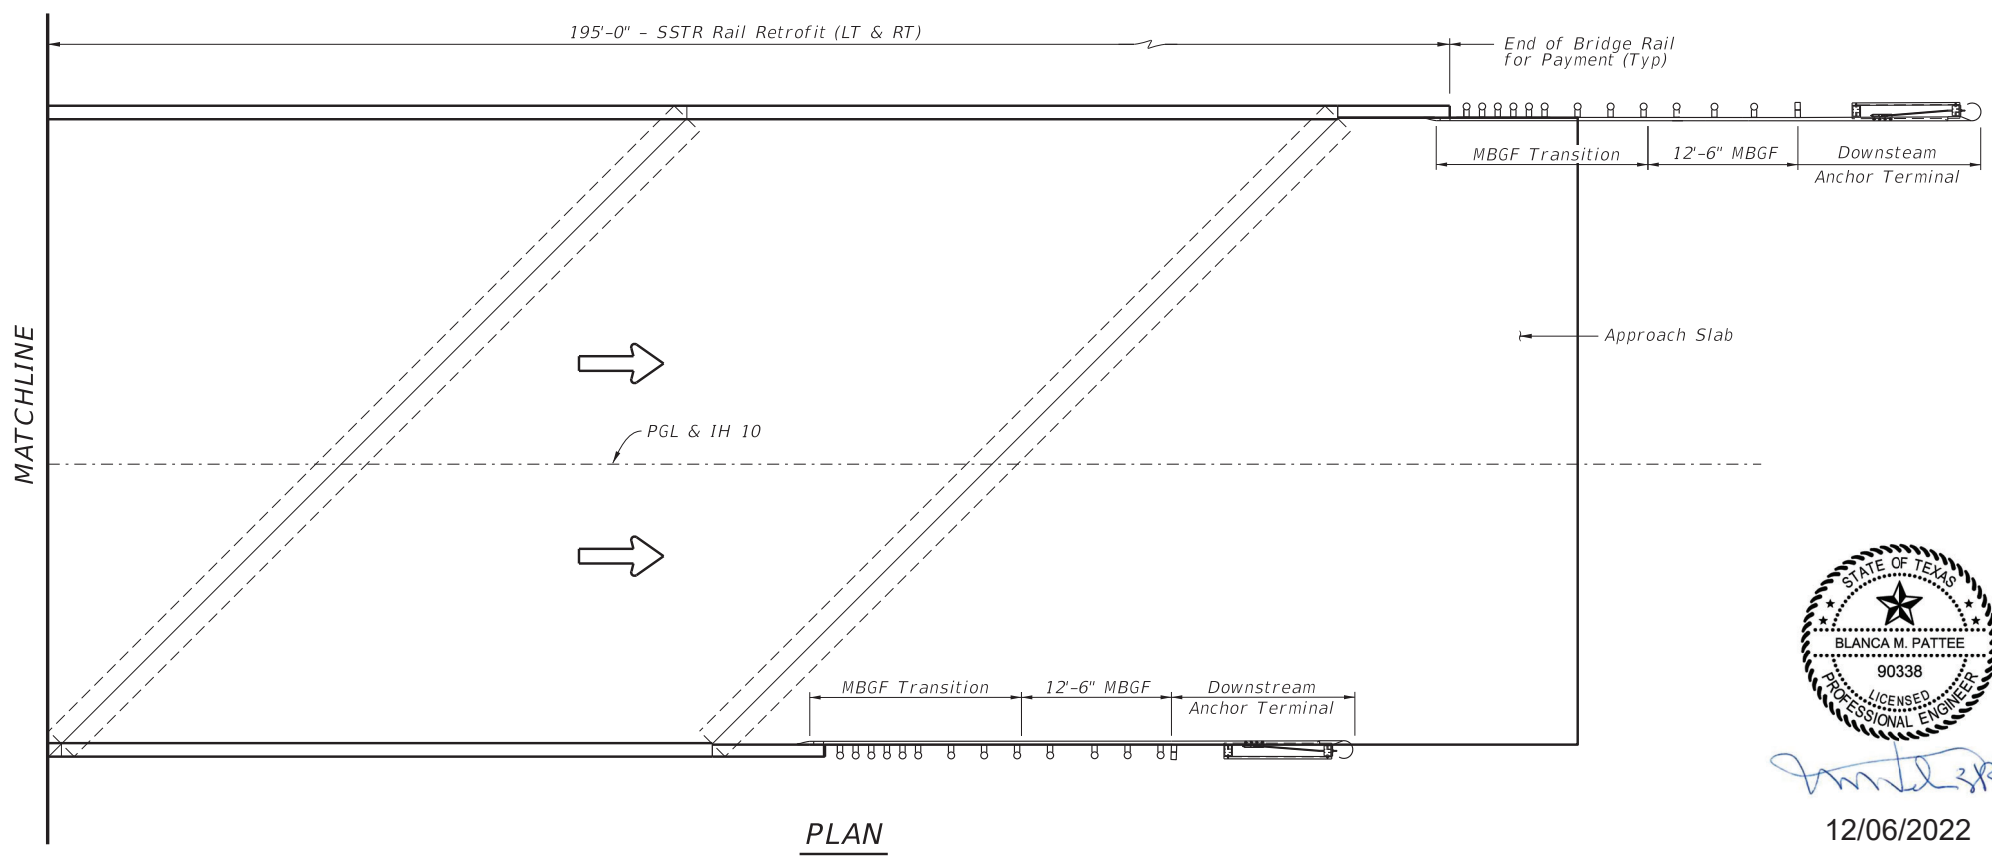 195'-0" - SSTR Rail Retrofit (LT & RT)
End of Bridge Rail
for Payment (Typ)
MBGF Transition
12'-6" MBGF
Downsteam
Anchor Terminal
Approach Slab
MATCHLINE
PGL & IH 10
MBGF Transition
12'-6" MBGF
Downstream
Anchor Terminal
STATE OF TEXAS
BLANCA M. PATTEE
90338
LICENSED
PROFESSIONAL ENGINEER
12/06/2022
PLAN